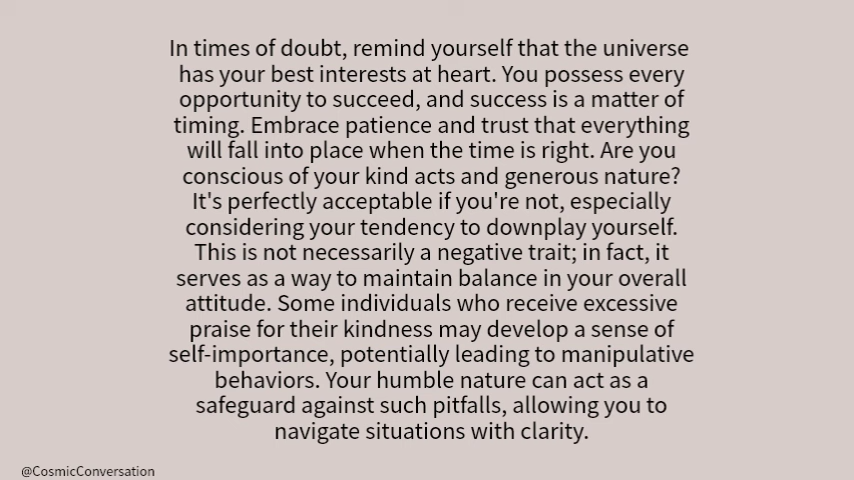 In times of doubt, remind yourself that the universe
has your best interests at heart. You possess every
opportunity to succeed, and success is a matter of
timing. Embrace patience and trust that everything
will fall into place when the time is right. Are you
conscious of your kind acts and generous nature?
It's perfectly acceptable if you're not, especially
considering your tendency to downplay yourself.
This is not necessarily a negative trait; in fact, it
serves as a way to maintain balance in your overall
attitude. Some individuals who receive excessive
praise for their kindness may develop a sense of
self-importance, potentially leading to manipulative
behaviors. Your humble nature can act as a
safeguard against such pitfalls, allowing you to
navigate situations with clarity.
@CosmicConversation